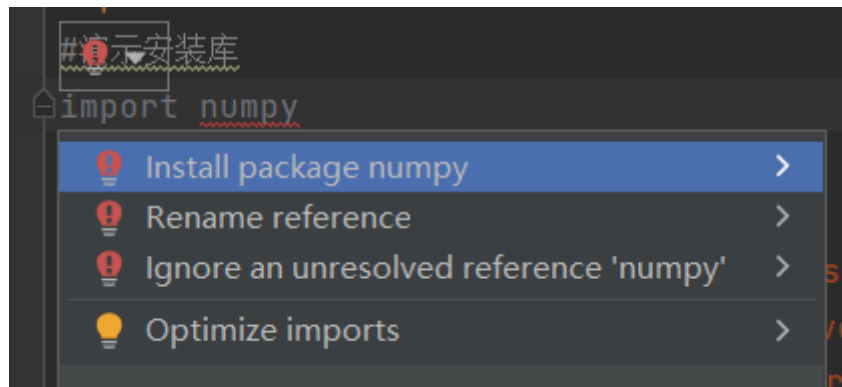 #演示安装库
import numpy
Install package numpy
Rename reference
Ignore an unresolved reference 'numpy'
Optimize imports